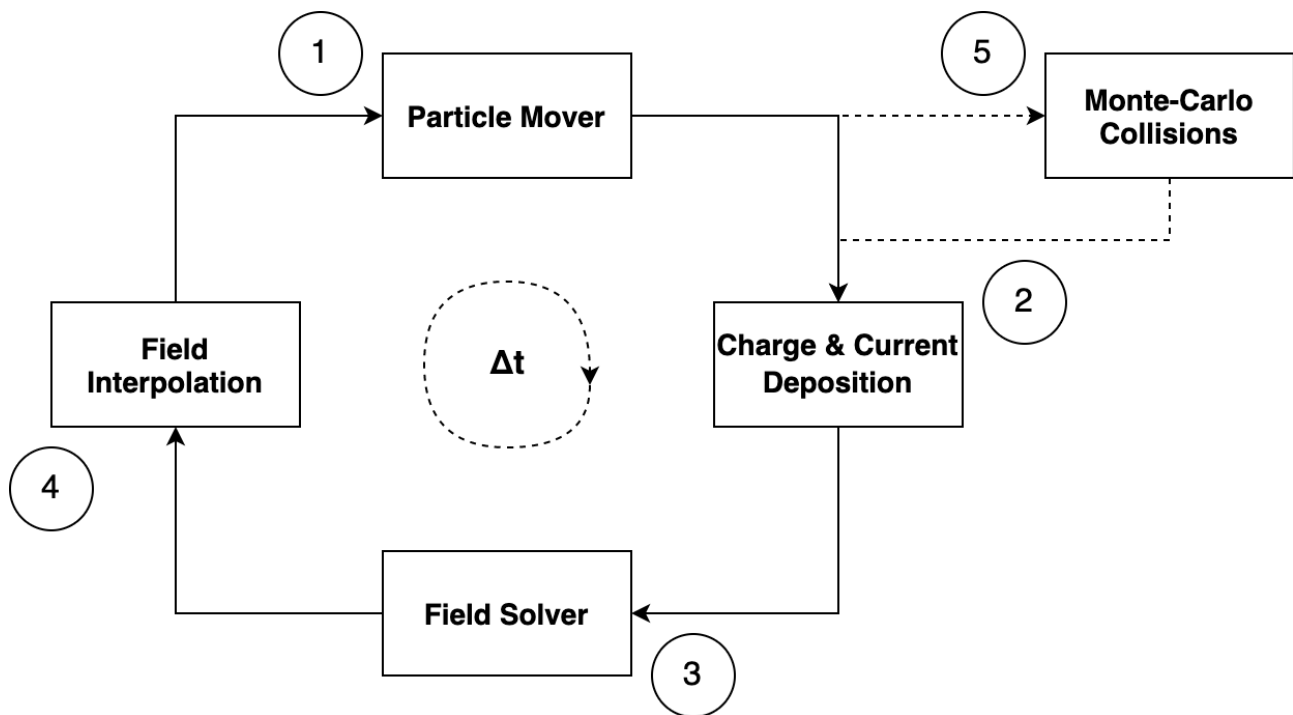 1
5
Particle Mover
Monte-Carlo
Collisions
2
Field
Interpolation
Δt
Charge & Current
Deposition
4
Field Solver
3